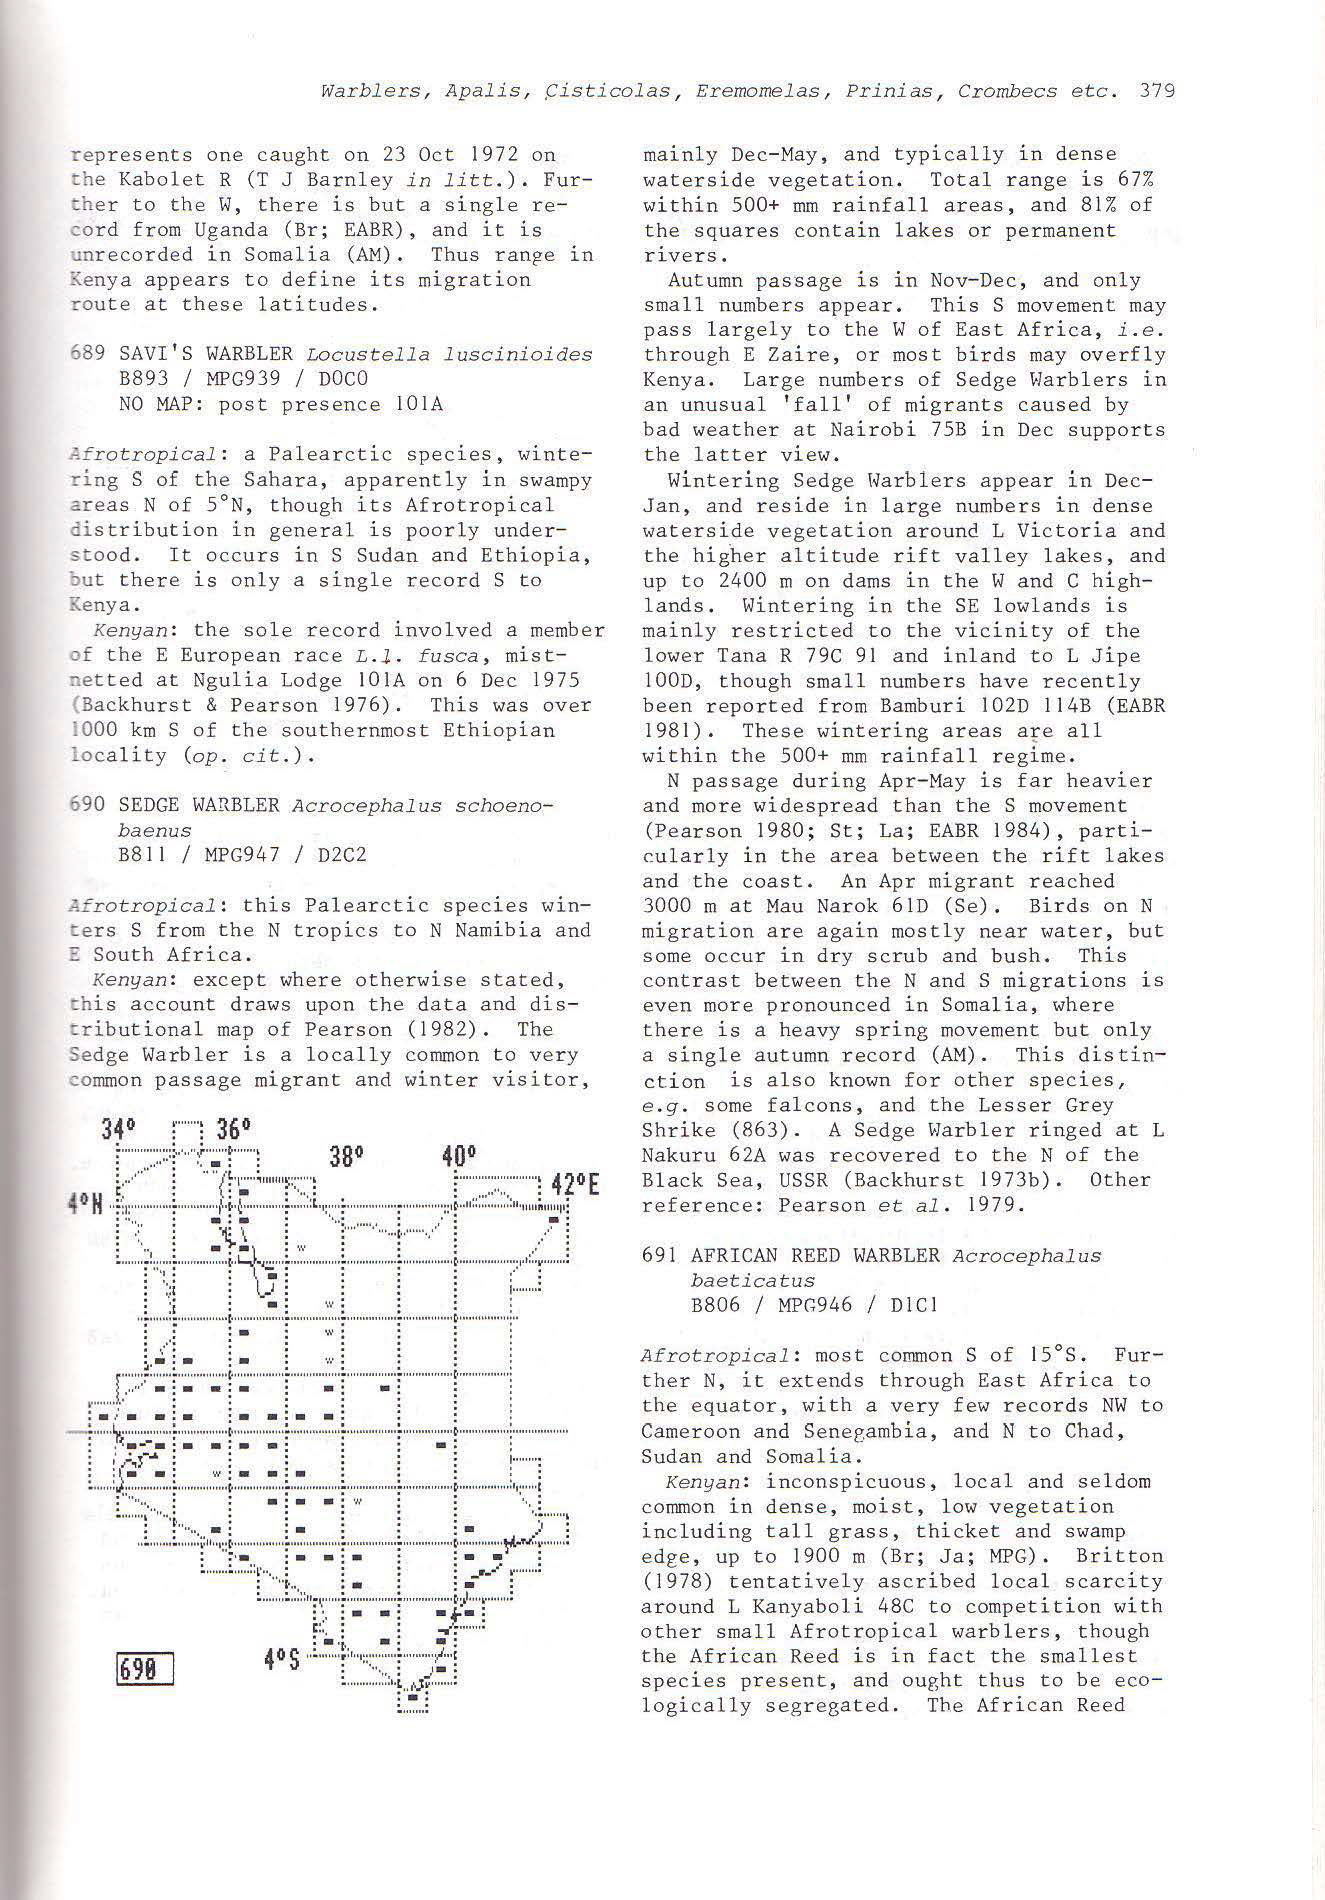 Warblers, Apalis, Cisticolas, Eremomelas, Prinias, Crombecs etc. 379
represents one caught on 23 Oct 1972 on
the Kabolet R (T J Barnley in litt.). Fur-
ther to the W, there is but a single re-
cord from Uganda (Br; EABR), and it is
unrecorded in Somalia (AM). Thus range in
Kenya appears to define its migration
route at these latitudes.
689 SAVI'S WARBLER Locustella luscinioides
B893 / MPG939 / D0C0
NO MAP: post presence 101A
Afrotropical: a Palearctic species, winte-
ring S of the Sahara, apparently in swampy
areas N of 5°N, though its Afrotropical
distribution in general is poorly under-
stood. It occurs in S Sudan and Ethiopia,
but there is only a single record S to
Kenya.
Kenyan: the sole record involved a member
of the E European race L.l. fusca, mist-
netted at Ngulia Lodge 101A on 6 Dec 1975
(Backhurst & Pearson 1976). This was over
1000 km S of the southernmost Ethiopian
locality (op. cit.).
690 SEDGE WARBLER Acrocephalus schoeno-
baenus
B811 / MPG947 / D2C2
Afrotropical: this Palearctic species win-
ters S from the N tropics to N Namibia and
E South Africa.
Kenyan: except where otherwise stated,
this account draws upon the data and dis-
tributional map of Pearson (1982). The
Sedge Warbler is a locally common to very
common passage migrant and winter visitor,
34° 36°
38° 40°
42°E
4°N
w
w
w
w
w
w
4°S
690
mainly Dec-May, and typically in dense
waterside vegetation. Total range is 67%
within 500+ mm rainfall areas, and 81% of
the squares contain lakes or permanent
rivers.
Autumn passage is in Nov-Dec, and only
small numbers appear. This S movement may
pass largely to the W of East Africa, i.e.
through E Zaire, or most birds may overfly
Kenya. Large numbers of Sedge Warblers in
an unusual 'fall' of migrants caused by
bad weather at Nairobi 75B in Dec supports
the latter view.
Wintering Sedge Warblers appear in Dec-
Jan, and reside in large numbers in dense
waterside vegetation around L Victoria and
the higher altitude rift valley lakes, and
up to 2400 m on dams in the W and C high-
lands. Wintering in the SE lowlands is
mainly restricted to the vicinity of the
lower Tana R 79C 91 and inland to L Jipe
100D, though small numbers have recently
been reported from Bamburi 102D 114B (EABR
1981). These wintering areas are all
within the 500+ mm rainfall regime.
N passage during Apr-May is far heavier
and more widespread than the S movement
(Pearson 1980; St; La; EABR 1984), parti-
cularly in the area between the rift lakes
and the coast. An Apr migrant reached
3000 m at Mau Narok 61D (Se). Birds on N
migration are again mostly near water, but
some occur in dry scrub and bush. This
contrast between the N and S migrations is
even more pronounced in Somalia, where
there is a heavy spring movement but only
a single autumn record (AM). This distin-
ction is also known for other species,
e.g. some falcons, and the Lesser Grey
Shrike (863). A Sedge Warbler ringed at L
Nakuru 62A was recovered to the N of the
Black Sea, USSR (Backhurst 1973b). Other
reference: Pearson et al. 1979.
691 AFRICAN REED WARBLER Acrocephalus
baeticatus
B806 / MPG946 / D1C1
Afrotropical: most common S of 15°S. Fur-
ther N, it extends through East Africa to
the equator, with a very few records NW to
Cameroon and Senegambia, and N to Chad,
Sudan and Somalia.
Kenyan: inconspicuous, local and seldom
common in dense, moist, low vegetation
including tall grass, thicket and swamp
edge, up to 1900 m (Br; Ja; MPG). Britton
(1978) tentatively ascribed local scarcity
around L Kanyaboli 48C to competition with
other small Afrotropical warblers, though
the African Reed is in fact the smallest
species present, and ought thus to be eco-
logically segregated. The African Reed